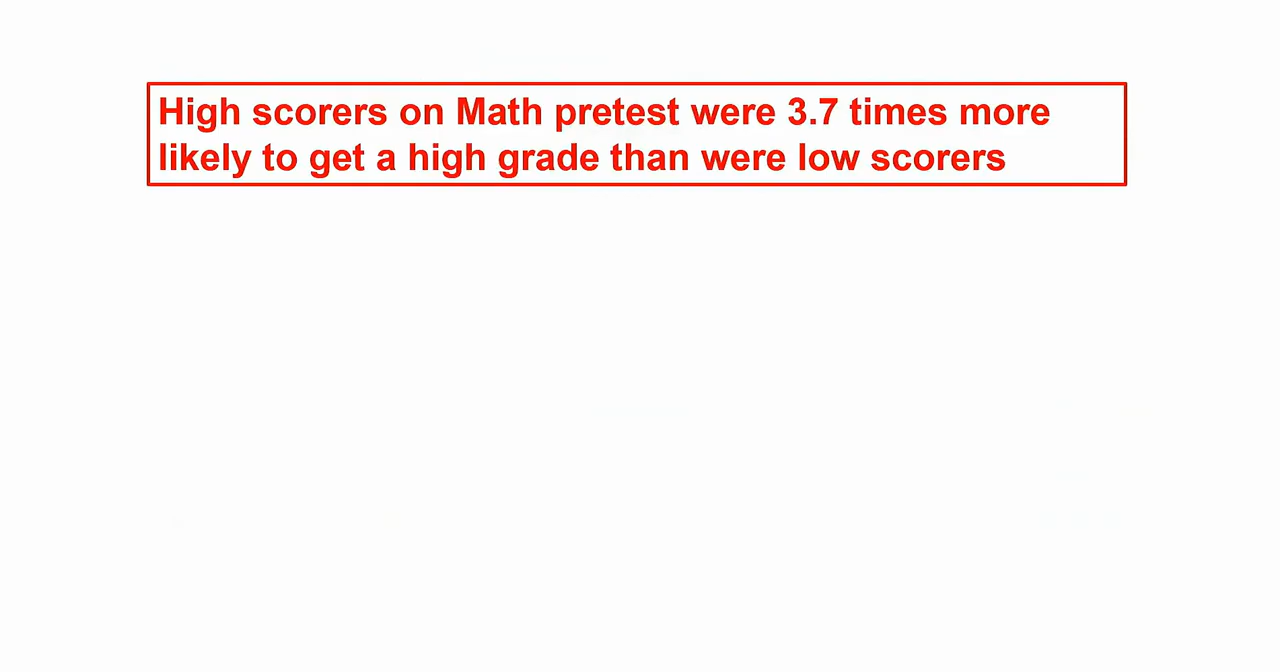 High scorers on Math pretest were 3.7 times more
likely to get a high grade than were low scorers